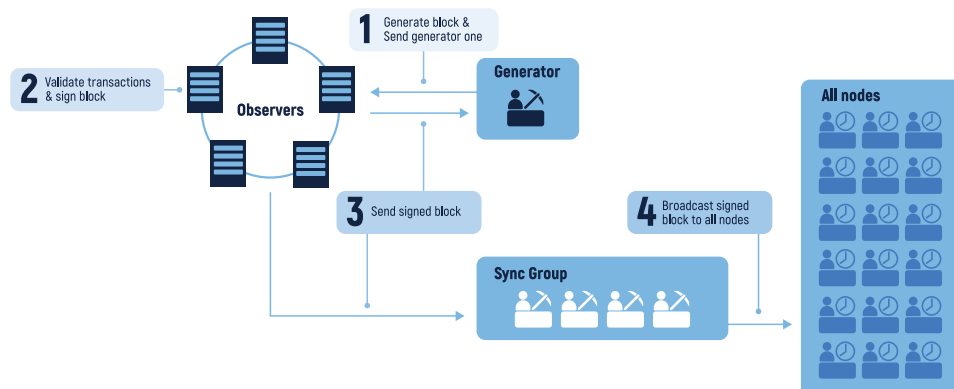 1 Generate block &
Send generator one
2 Validate transactions
& sign block
Observers
Generator
All nodes
3 Send signed block
4 Broadcast signed
block to all nodes
Sync Group